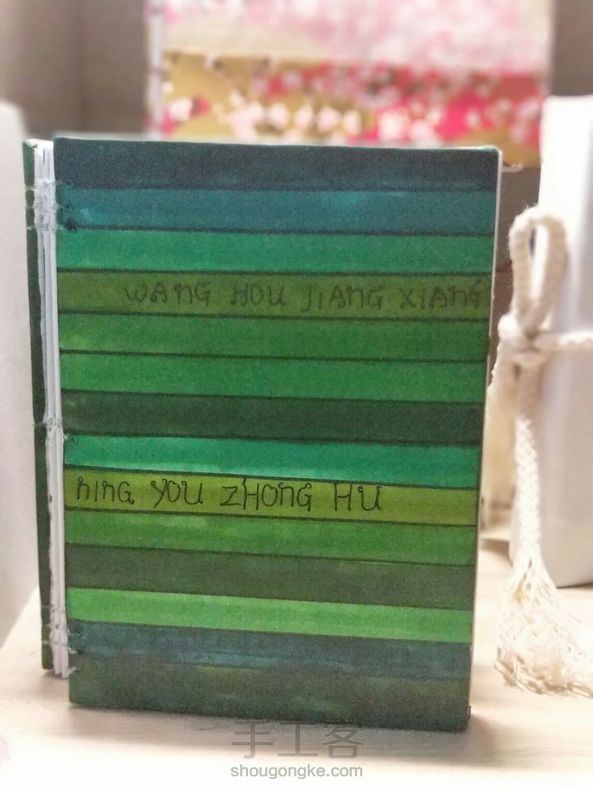 WANG HOU JIANG XIANG
NING YOU ZHONG HU
手工客
shougongke.com